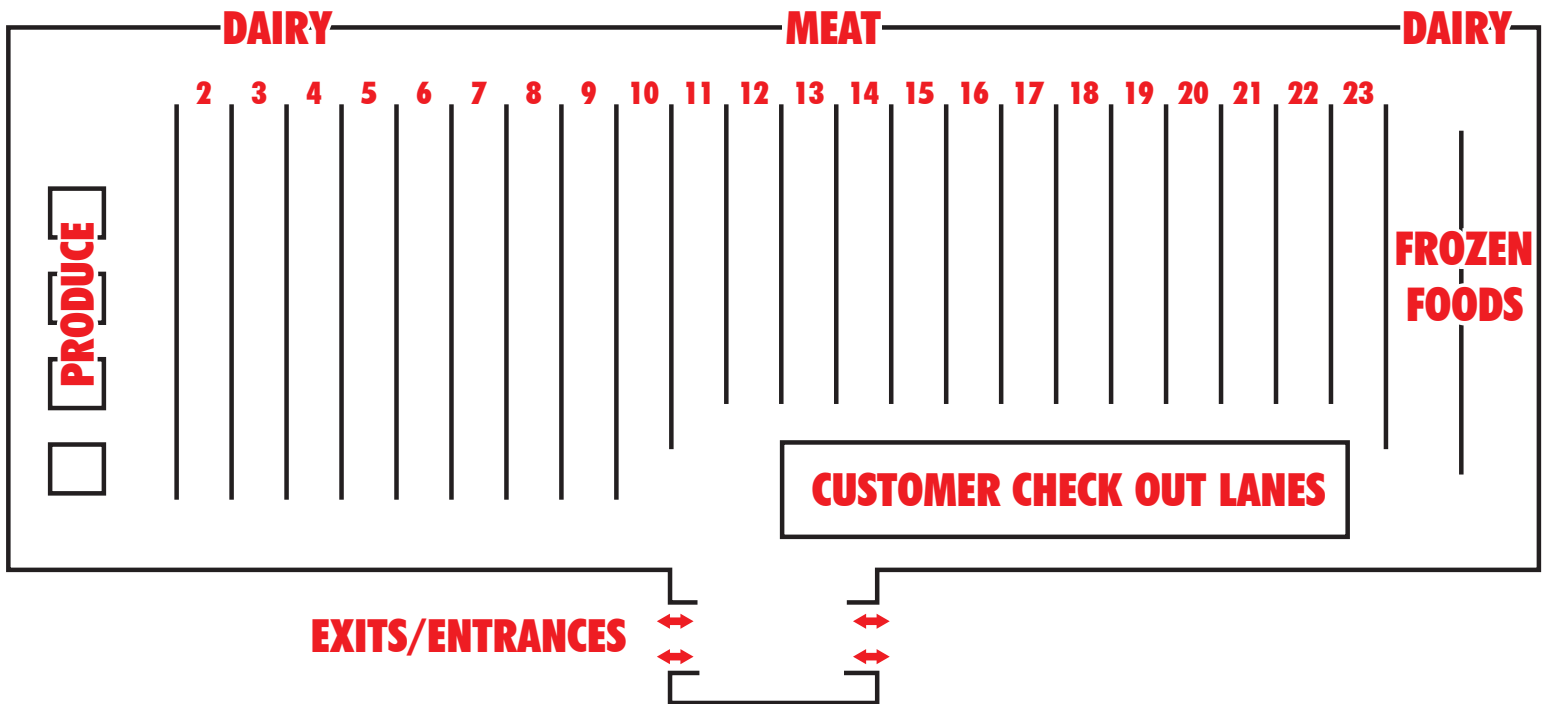 DAIRY MEAT DAIRY
2 3 4 5 6 7 8 9 10 11 12 13 14 15 16 17 18 19 20 21 22 23
PRODUCE
FROZEN
FOODS
CUSTOMER CHECK OUT LANES
EXITS/ENTRANCES